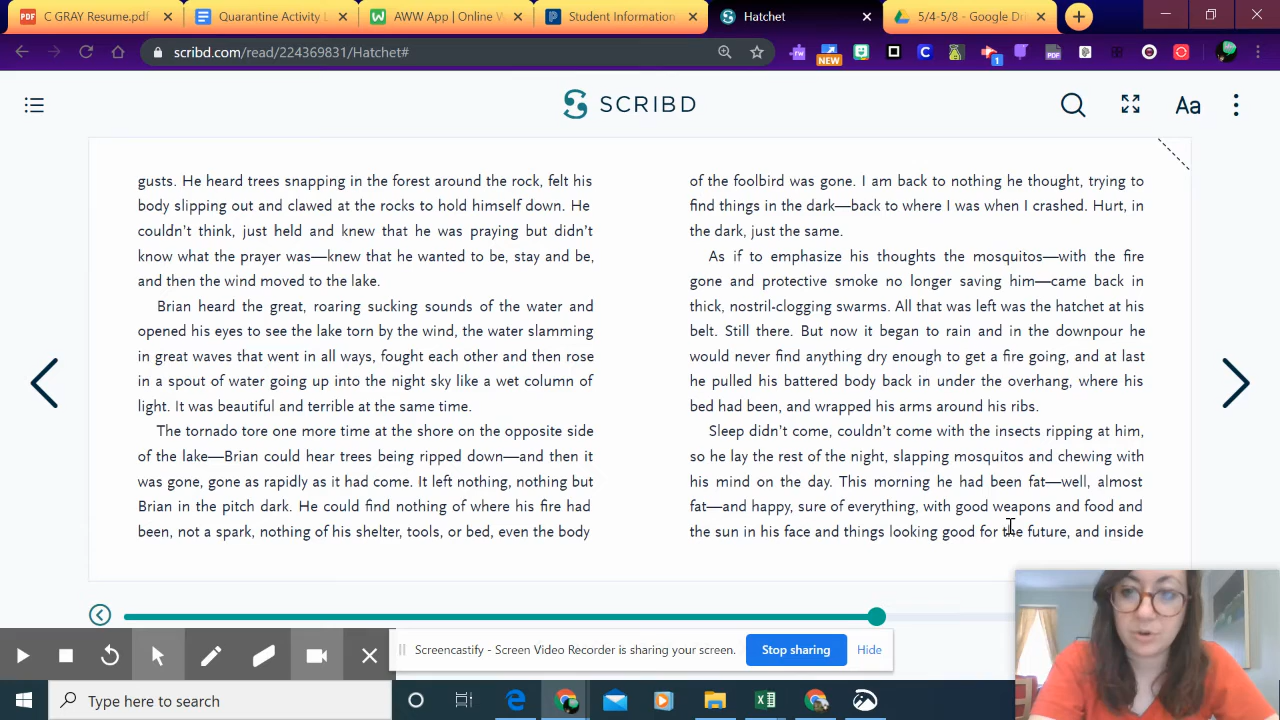 C GRAY Resume.pdf
Quarantine Activity L
AWW App | Online V
Student Information
Hatchet
5/4-5/8 - Google Dri
scribd.com/read/224369831/Hatchet#
NEW
1
PDF
SCRIBD
Aa
gusts. He heard trees snapping in the forest around the rock, felt his
body slipping out and clawed at the rocks to hold himself down. He
couldn't think, just held and knew that he was praying but didn't
know what the prayer was—knew that he wanted to be, stay and be,
and then the wind moved to the lake.
Brian heard the great, roaring sucking sounds of the water and
opened his eyes to see the lake torn by the wind, the water slamming
in great waves that went in all ways, fought each other and then rose
in a spout of water going up into the night sky like a wet column of
light. It was beautiful and terrible at the same time.
The tornado tore one more time at the shore on the opposite side
of the lake—Brian could hear trees being ripped down—and then it
was gone, gone as rapidly as it had come. It left nothing, nothing but
Brian in the pitch dark. He could find nothing of where his fire had
been, not a spark, nothing of his shelter, tools, or bed, even the body
of the foolbird was gone. I am back to nothing he thought, trying to
find things in the dark—back to where I was when I crashed. Hurt, in
the dark, just the same.
As if to emphasize his thoughts the mosquitos—with the fire
gone and protective smoke no longer saving him—came back in
thick, nostril-clogging swarms. All that was left was the hatchet at his
belt. Still there. But now it began to rain and in the downpour he
would never find anything dry enough to get a fire going, and at last
he pulled his battered body back in under the overhang, where his
bed had been, and wrapped his arms around his ribs.
Sleep didn't come, couldn't come with the insects ripping at him,
so he lay the rest of the night, slapping mosquitos and chewing with
his mind on the day. This morning he had been fat—well, almost
fat—and happy, sure of everything, with good weapons and food and
the sun in his face and things looking good for the future, and inside
Screencastify - Screen Video Recorder is sharing your screen.
Stop sharing
Hide
Type here to search